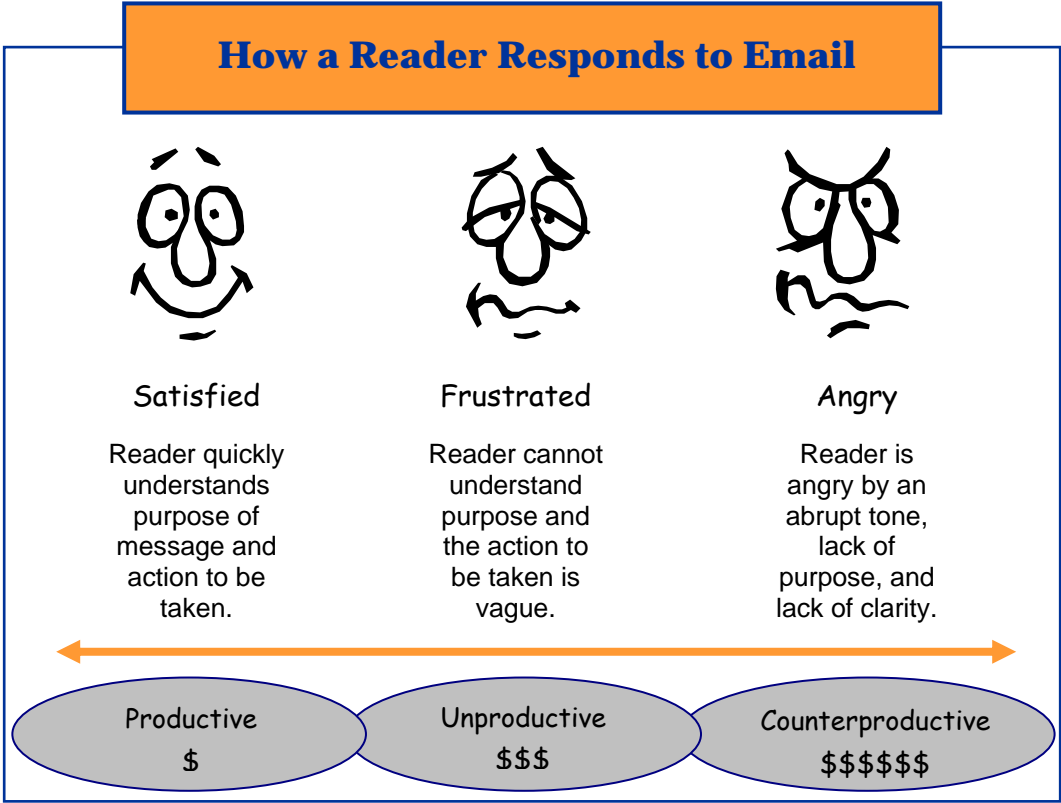 How a Reader Responds to Email
Satisfied
Reader quickly
understands
purpose of
message and
action to be
taken.
Frustrated
Reader cannot
understand
purpose and
the action to
be taken is
vague.
Angry
Reader is
angry by an
abrupt tone,
lack of
purpose, and
lack of clarity.
Productive
$
Unproductive
$$$
Counterproductive
$$$$$$